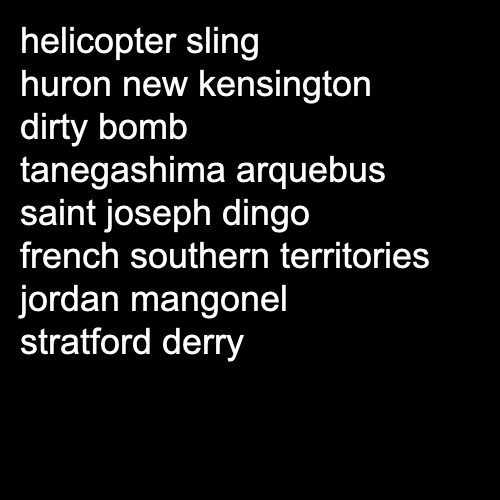 helicopter sling
huron new kensington
dirty bomb
tanegashima arquebus
saint joseph dingo
french southern territories
jordan mangonel
stratford derry